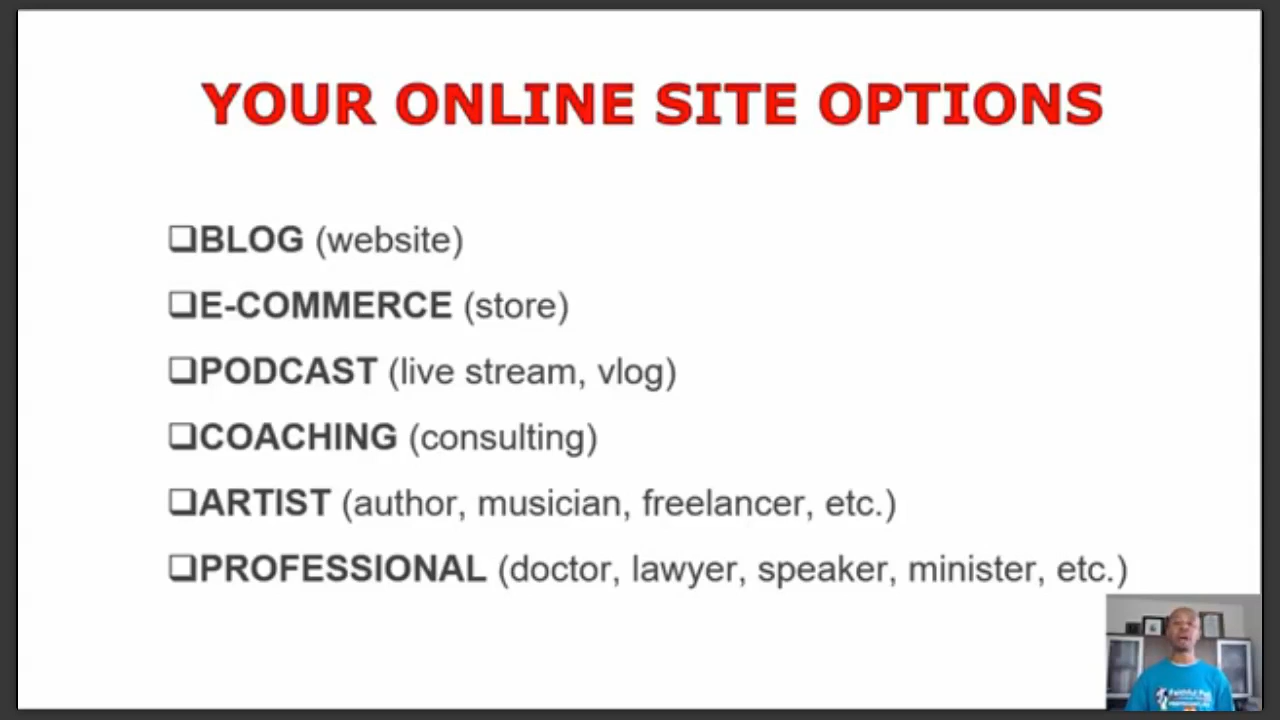 YOUR ONLINE SITE OPTIONS
❑BLOG (website)
❑E-COMMERCE (store)
❑PODCAST (live stream, vlog)
❑COACHING (consulting)
❑ARTIST (author, musician, freelancer, etc.)
❑PROFESSIONAL (doctor, lawyer, speaker, minister, etc.)